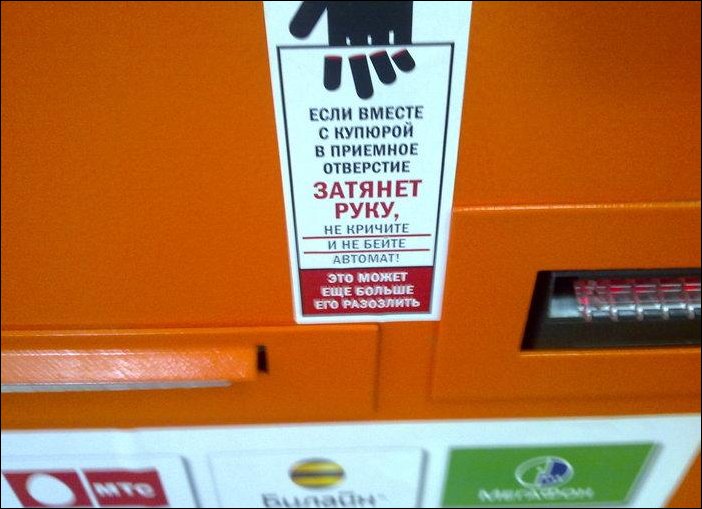 ЕСЛИ ВМЕСТЕ
С КУПЮРОЙ
В ПРИЕМНОЕ
ОТВЕРСТИЕ
ЗАТЯНЕТ
РУКУ,
НЕ КРИЧИТЕ
И НЕ БЕЙТЕ
АВТОМАТ!
ЭТО МОЖЕТ
ЕЩЕ БОЛЬШЕ
ЕГО РАЗОЗЛИТЬ
МТС
Билайн
МЕГАФОН